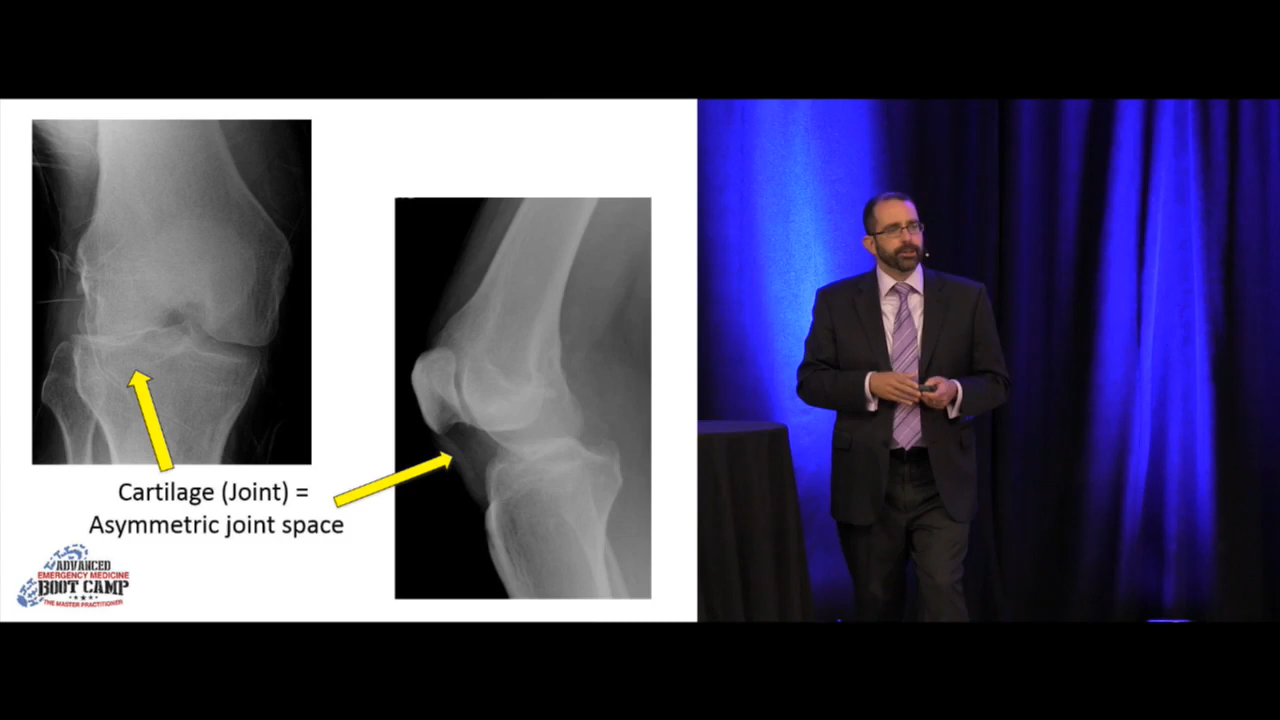 Cartilage (Joint) =
Asymmetric joint space
ADVANCED
EMERGENCY MEDICINE
BOOT CAMP
THE MASTER PRACTITIONER